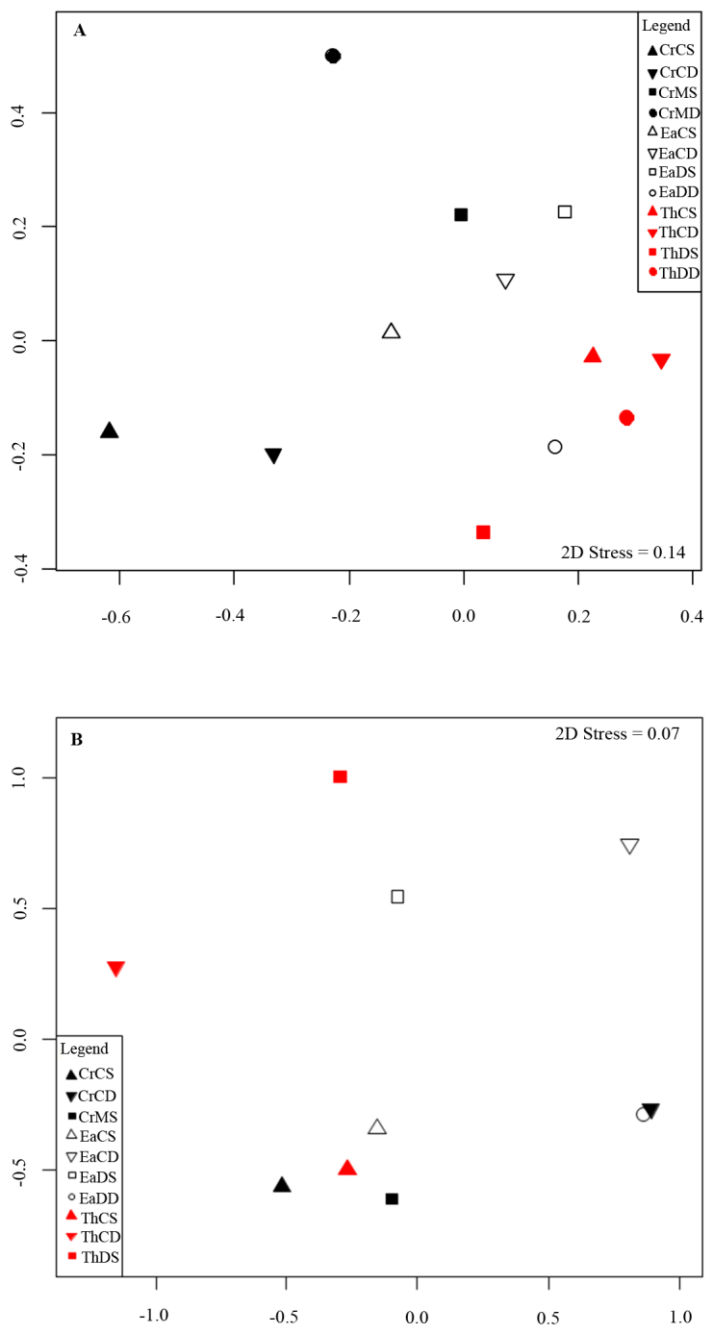 A
Legend
CrCS
CrCD
CrMS
CrMD
EaCS
EaCD
EaDS
EaDD
ThCS
ThCD
ThDS
ThDD
0.4
0.2
0.0
-0.2
-0.4
2D Stress = 0.14
-0.6
-0.4
-0.2
0.0
0.2
0.4
B
2D Stress = 0.07
1.0
0.5
0.0
-0.5
Legend
CrCS
CrCD
CrMS
EaCS
EaCD
EaDS
EaDD
ThCS
ThCD
ThDS
-1.0
-0.5
0.0
0.5
1.0